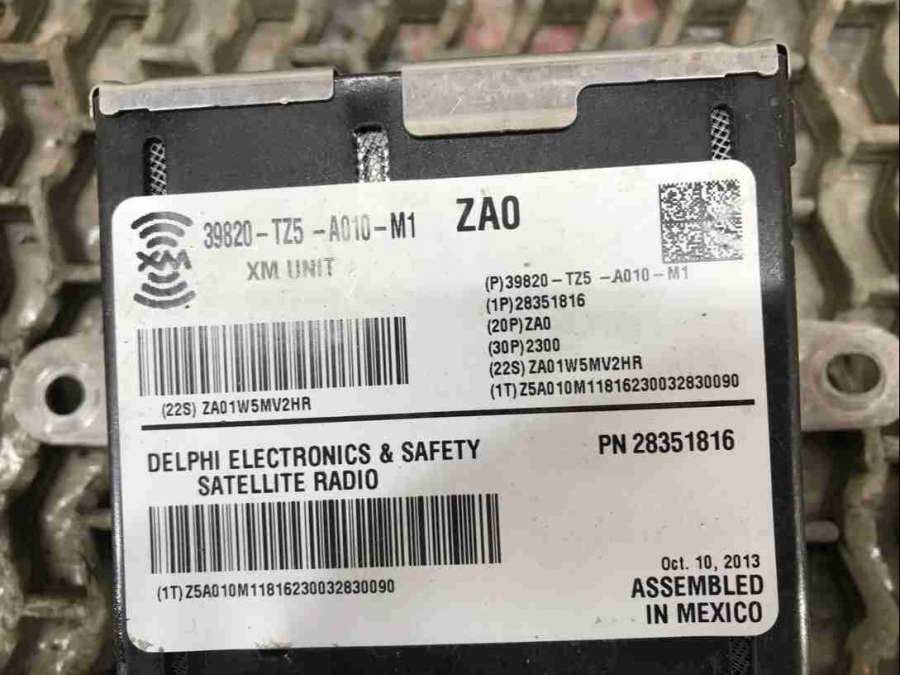 39820-TZ5 -A010-M1 ZA0
XM
XM UNIT
(P)39820-TZ5 -A010-M1
(1P)28351816
(20P)ZA0
(30P)2300
(22S)ZA01W5MV2HR
(1T)Z5A010M11816230032830090
(22S) ZA01W5MV2HR
DELPHI ELECTRONICS & SAFETY
SATELLITE RADIO
PN 28351816
(1T)Z5A010M11816230032830090
Oct. 10, 2013
ASSEMBLED
IN MEXICO